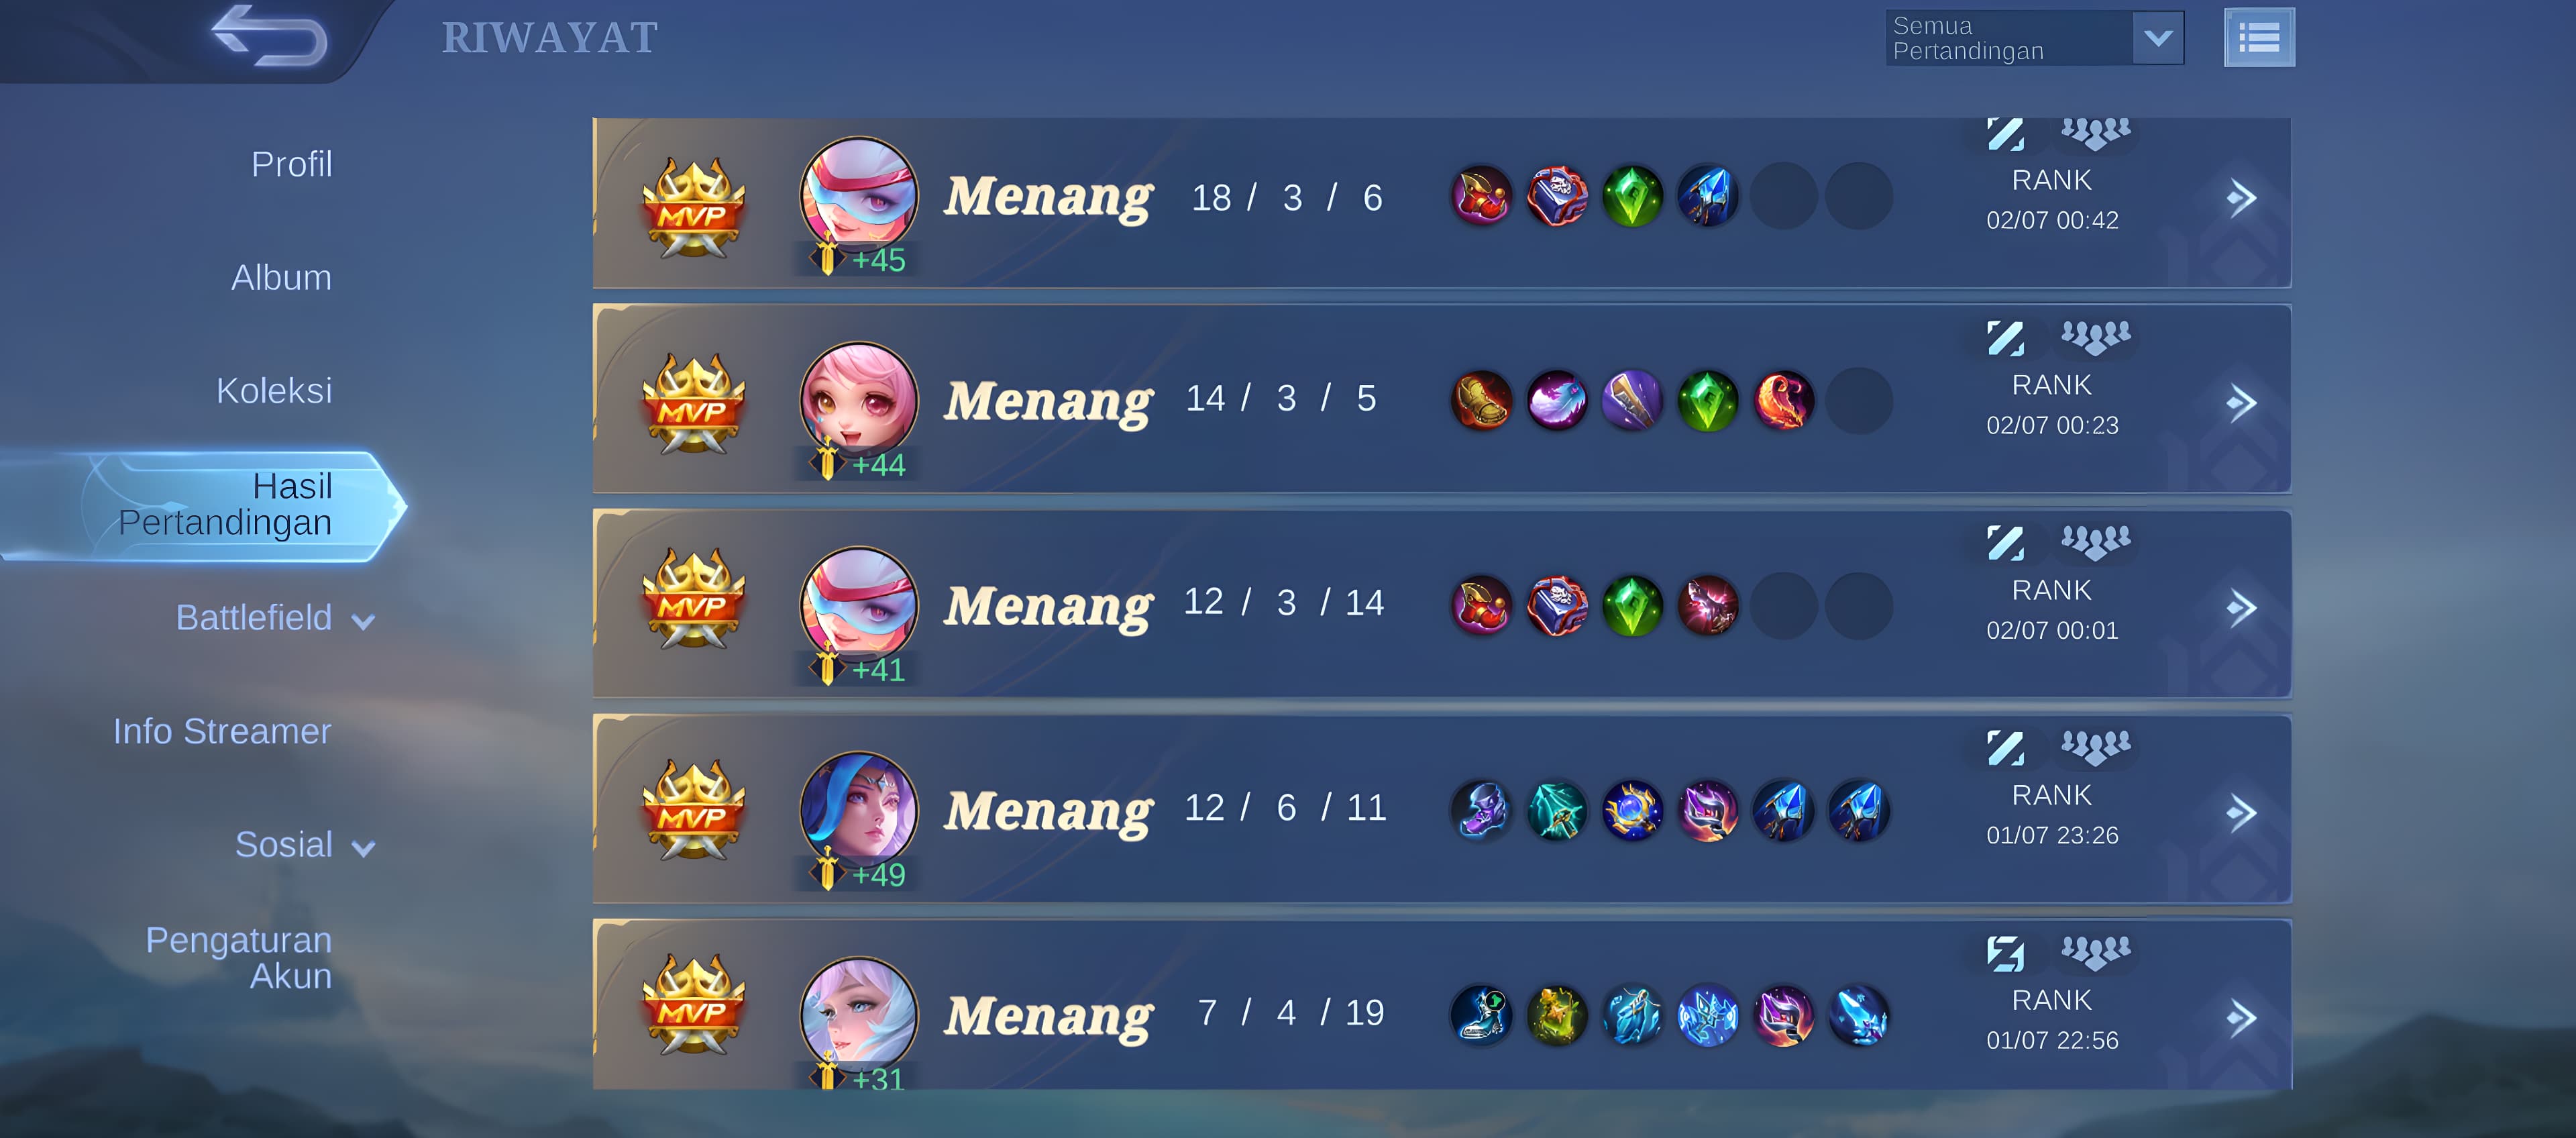 RIWAYAT
Semua
Pertandingan
Profil
Album
Koleksi
Hasil
Pertandingan
Battlefield
Info Streamer
Sosial
Pengaturan
Akun
MVP
+45
Menang
18 / 3 / 6
RANK
02/07 00:42
MVP
+44
Menang
14 / 3 / 5
RANK
02/07 00:23
MVP
+41
Menang
12 / 3 / 14
RANK
02/07 00:01
MVP
+49
Menang
12 / 6 / 11
RANK
01/07 23:26
MVP
+31
Menang
7 / 4 / 19
RANK
01/07 22:56